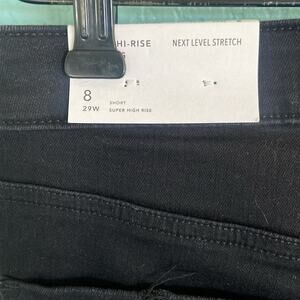 HI-RISE NEXT LEVEL STRETCH
8
29W SHORT
SUPER HIGH RISE